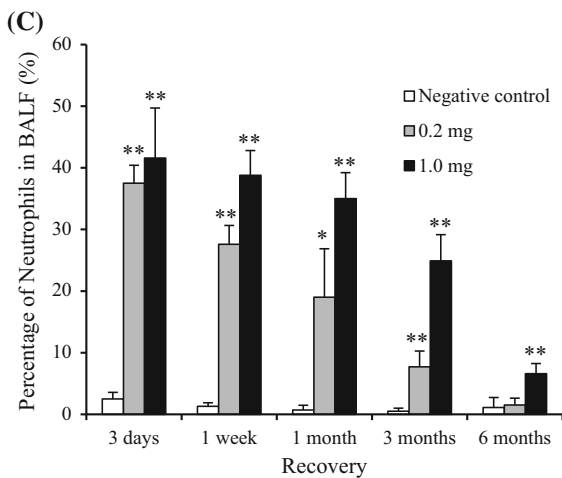 (C)
Percentage of Neutrophils in BALF (%)
60
50
40
30
20
10
0
Negative control
0.2 mg
1.0 mg
**
**
**
**
**
*
**
**
**
3 days
1 week
1 month
3 months
6 months
Recovery